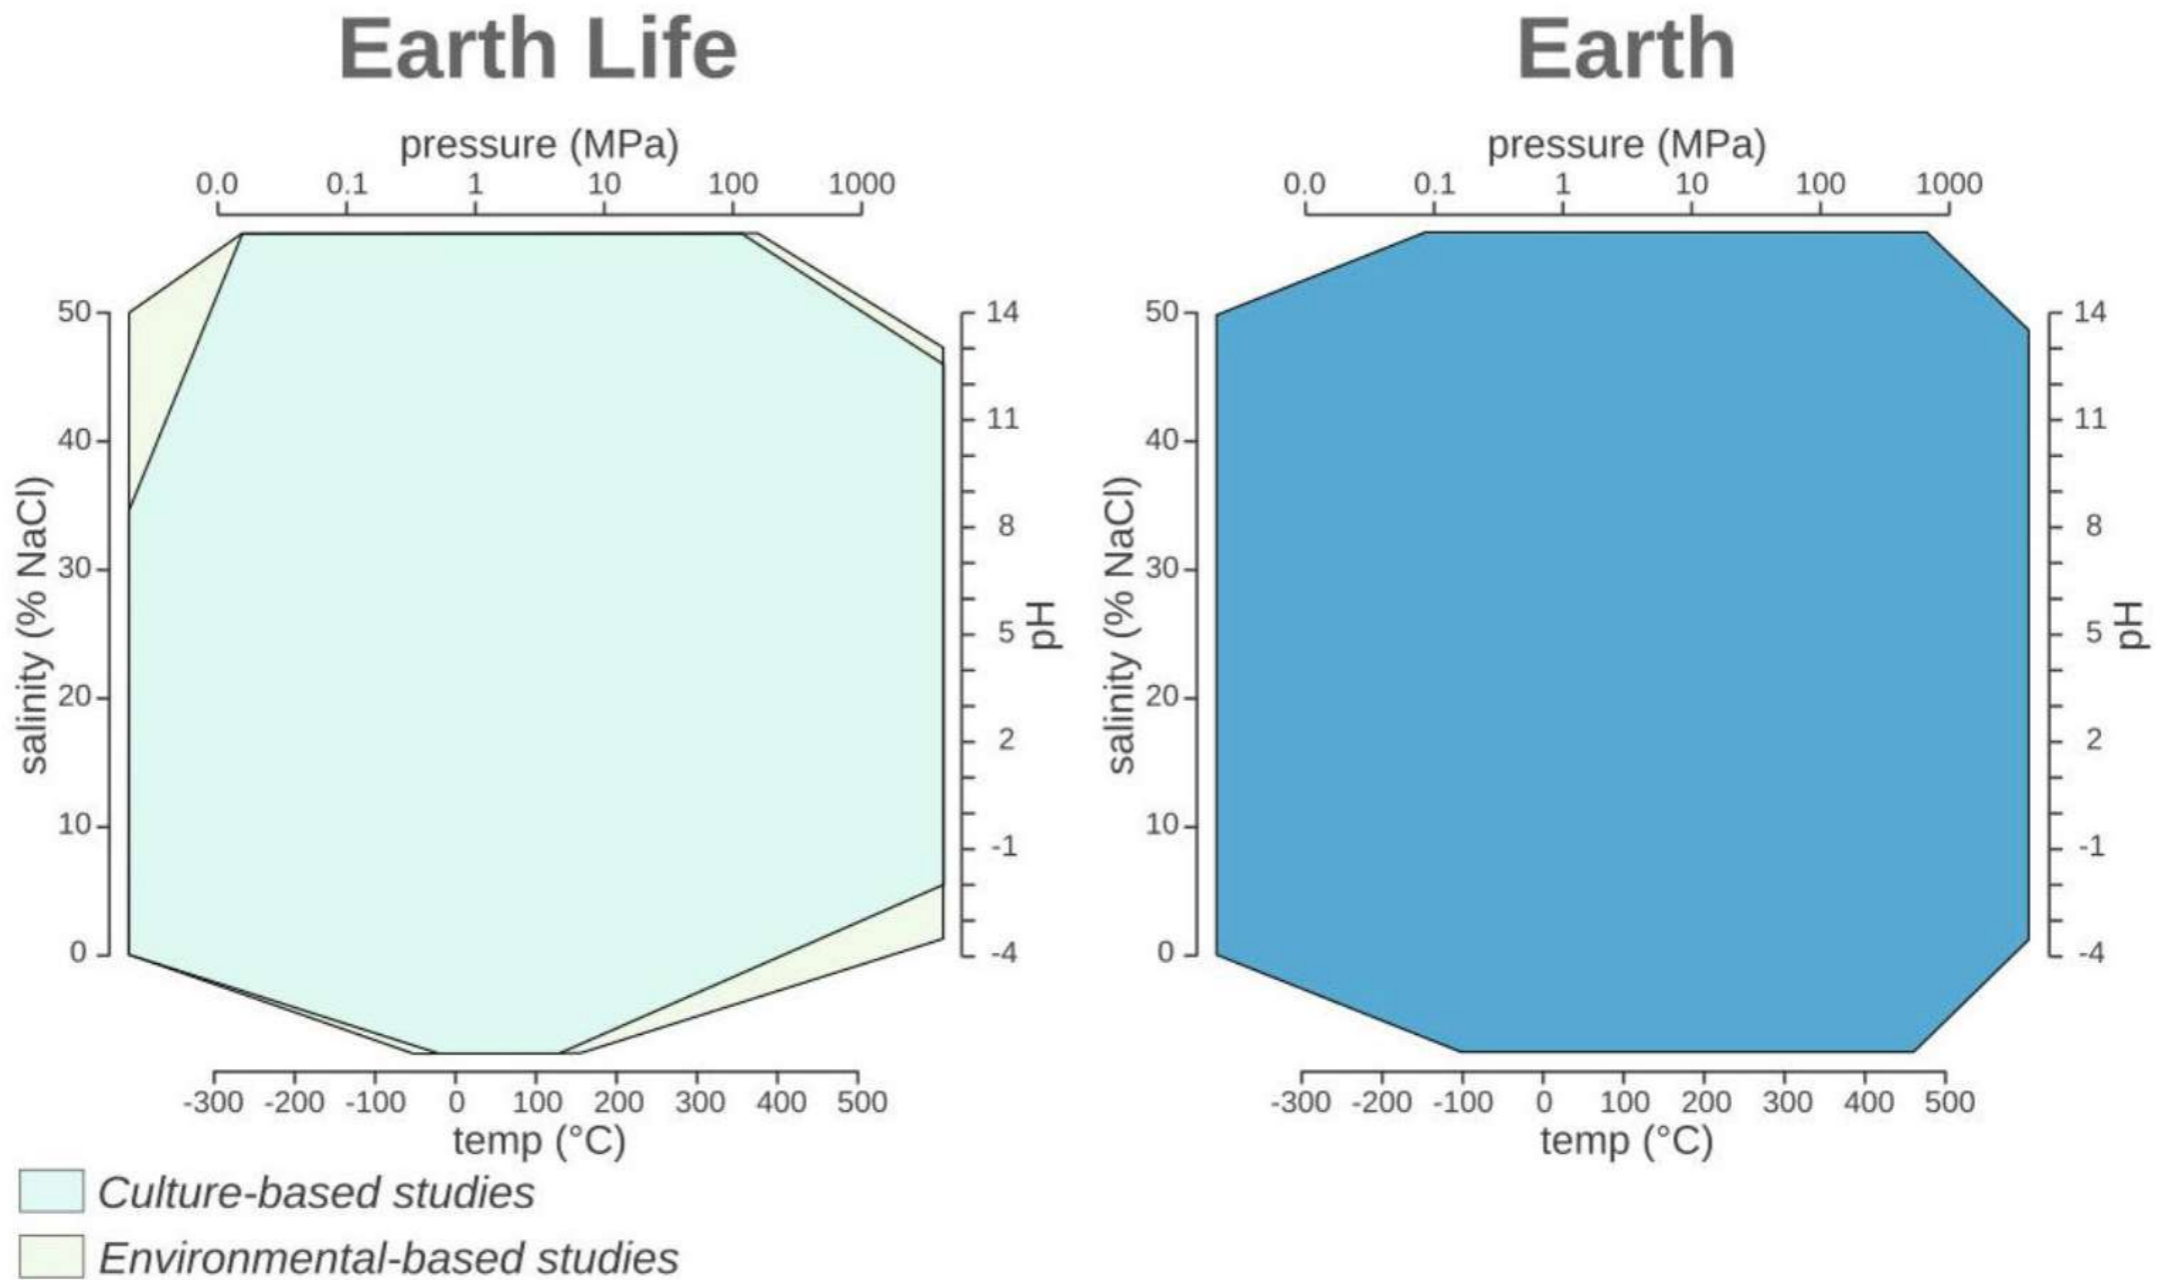 Earth Life
pressure (MPa)
0.0 0.1 1 10 100 1000
50
40
30
20
10
0
salinity (% NaCl)
14
11
8
5
2
-1
-4
pH
-300 -200 -100 0 100 200 300 400 500
temp (°C)
Culture-based studies
Environmental-based studies
Earth
pressure (MPa)
0.0 0.1 1 10 100 1000
50
40
30
20
10
0
salinity (% NaCl)
14
11
8
5
2
-1
-4
pH
-300 -200 -100 0 100 200 300 400 500
temp (°C)